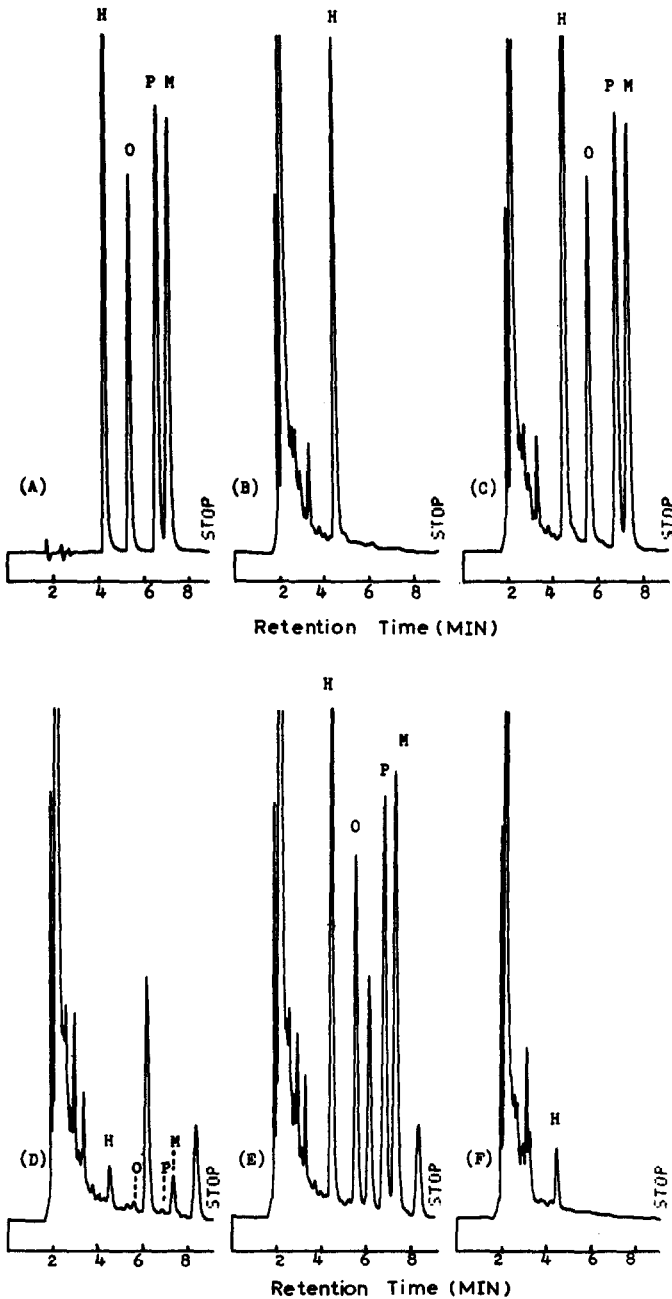 H
P M
O
(A)
STOP
2 4 6 8
H
(B)
STOP
2 4 6 8
H
P M
O
(C)
STOP
2 4 6 8
Retention Time (MIN)
(D)
H
O
P
M
STOP
2 4 6 8
H
M
P
O
(E)
STOP
2 4 6 8
H
(F)
STOP
2 4 6 8
Retention Time (MIN)